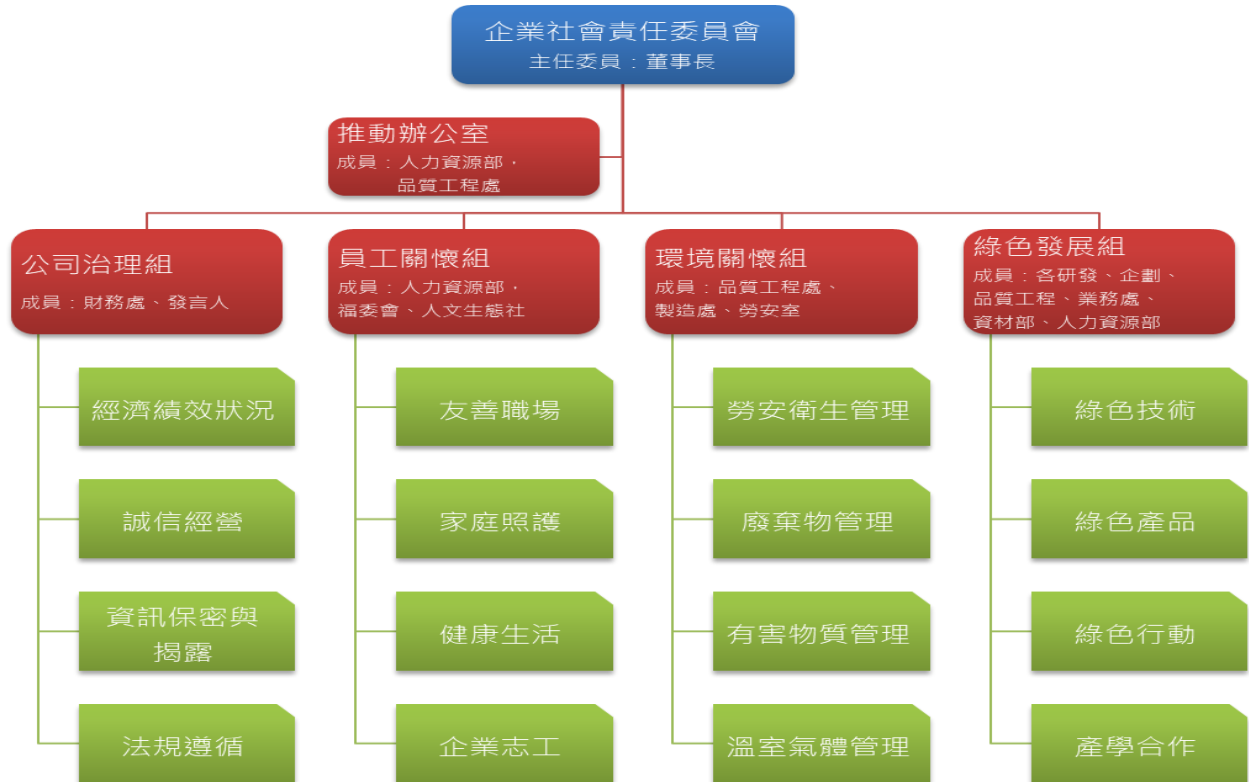 企業社會責任委員會
主任委員：董事長
推動辦公室
成員：人力資源部，
品質工程處
公司治理組
成員：財務處、發言人
員工關懷組
成員：人力資源部，
福委會、人文生態社
環境關懷組
成員：品質工程處、
製造處、勞安室
綠色發展組
成員：各研發、企劃、
品質工程、業務處、
資材部、人力資源部
經濟績效狀況
誠信經營
資訊保密與
揭露
法規遵循
友善職場
家庭照護
健康生活
企業志工
勞安衛生管理
廢棄物管理
有害物質管理
溫室氣體管理
綠色技術
綠色產品
綠色行動
產學合作